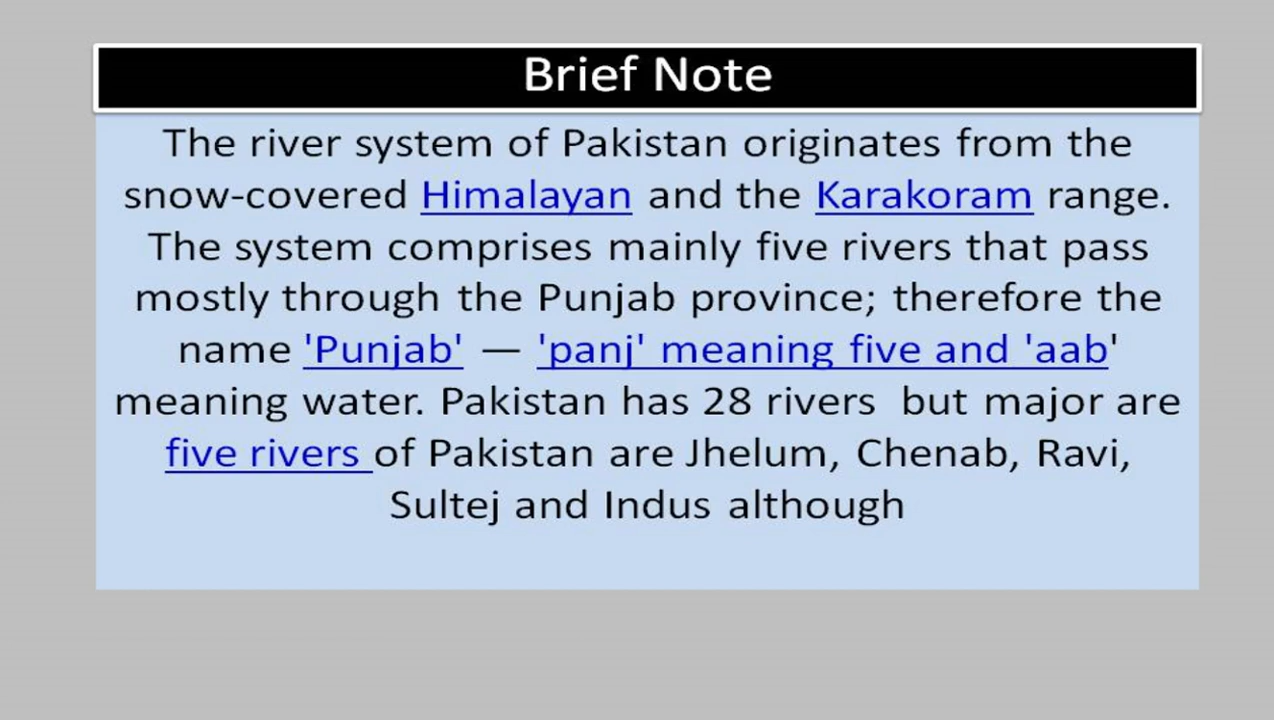 Brief Note
The river system of Pakistan originates from the
snow-covered Himalayan and the Karakoram range.
The system comprises mainly five rivers that pass
mostly through the Punjab province; therefore the
name 'Punjab' — 'panj' meaning five and 'aab'
meaning water. Pakistan has 28 rivers  but major are
five rivers of Pakistan are Jhelum, Chenab, Ravi,
Sultej and Indus although